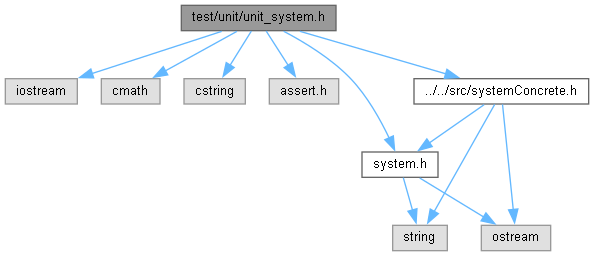 test/unit/unit_system.h
iostream
cmath
cstring
assert.h
../../src/systemConcrete.h
system.h
string
ostream